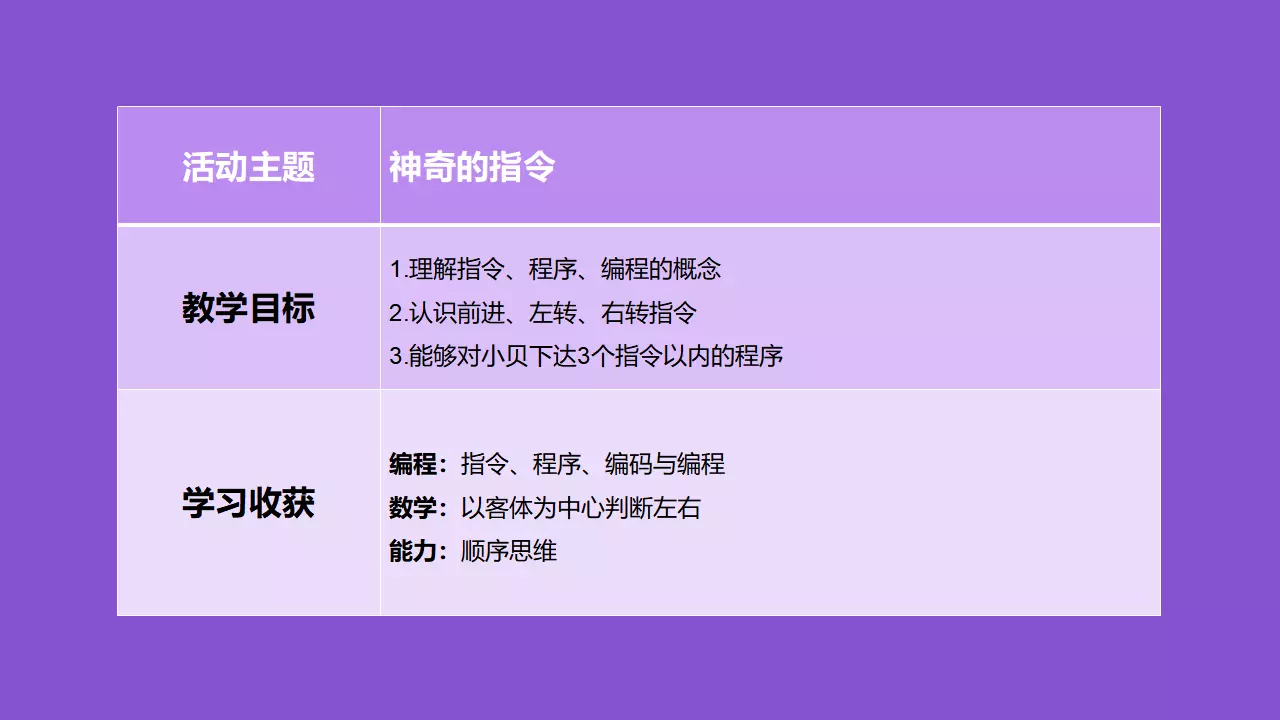 活动主题
神奇的指令
教学目标
1.理解指令、程序、编程的概念
2.认识前进、左转、右转指令
3.能够对小贝下达3个指令以内的程序
学习收获
编程：指令、程序、编码与编程
数学：以客体为中心判断左右
能力：顺序思维